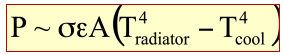 P ~ σεA(T⁴radiator − T⁴cool)